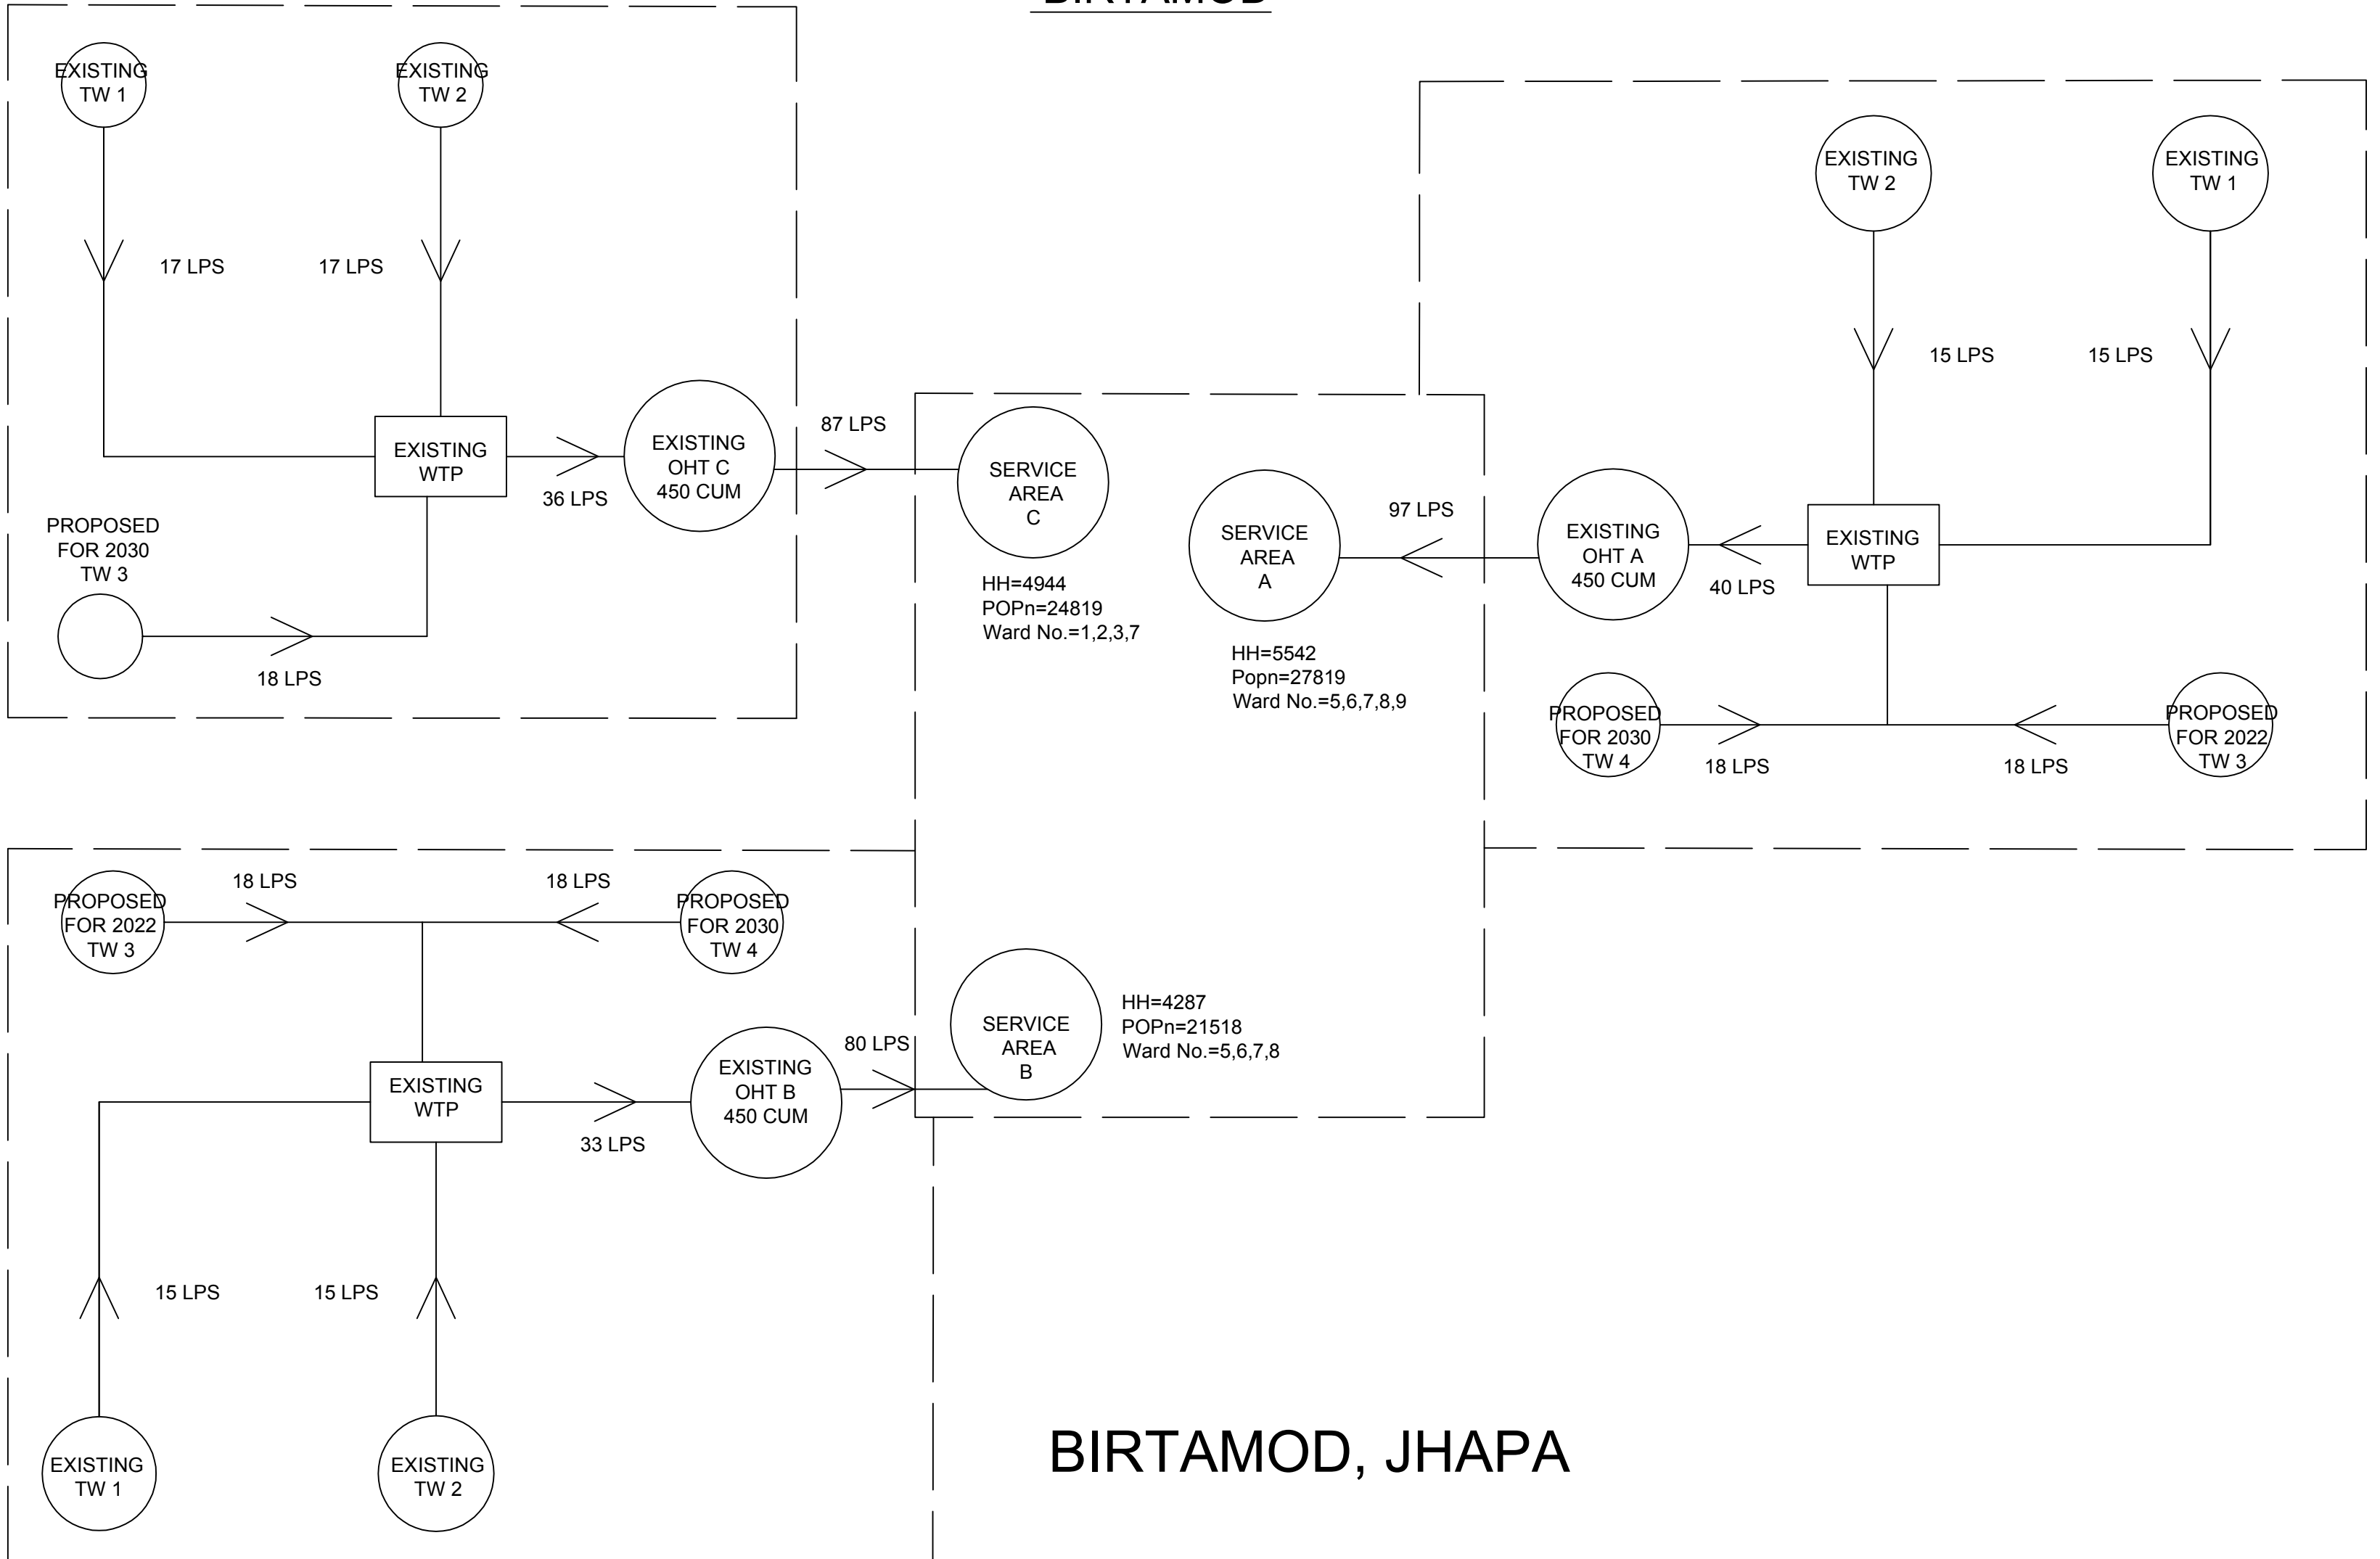 BIRTAMOD
EXISTING
TW 1
EXISTING
TW 2
17 LPS
17 LPS
EXISTING
WTP
36 LPS
EXISTING
OHT C
450 CUM
87 LPS
PROPOSED
FOR 2030
TW 3
18 LPS
SERVICE
AREA
C
HH=4944
POPn=24819
Ward No.=1,2,3,7
EXISTING
TW 2
EXISTING
TW 1
15 LPS
15 LPS
SERVICE
AREA
A
97 LPS
EXISTING
OHT A
450 CUM
40 LPS
EXISTING
WTP
HH=5542
Popn=27819
Ward No.=5,6,7,8,9
PROPOSED
FOR 2030
TW 4
18 LPS
18 LPS
PROPOSED
FOR 2022
TW 3
PROPOSED
FOR 2022
TW 3
18 LPS
18 LPS
PROPOSED
FOR 2030
TW 4
EXISTING
WTP
33 LPS
EXISTING
OHT B
450 CUM
80 LPS
SERVICE
AREA
B
HH=4287
POPn=21518
Ward No.=5,6,7,8
15 LPS
15 LPS
EXISTING
TW 1
EXISTING
TW 2
BIRTAMOD, JHAPA